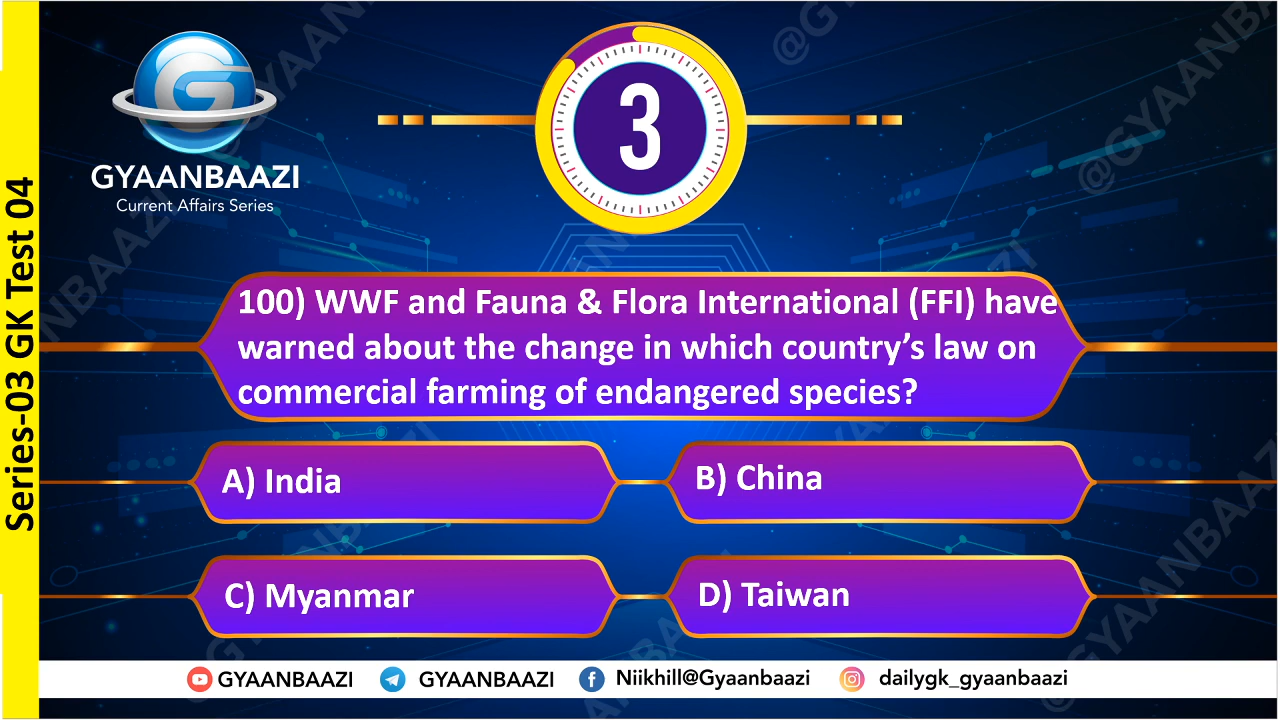 GYAANBAAZI
Current Affairs Series
3
Series-03 GK Test 04
100) WWF and Fauna & Flora International (FFI) have
warned about the change in which country’s law on
commercial farming of endangered species?
A) India
B) China
C) Myanmar
D) Taiwan
GYAANBAAZI
GYAANBAAZI
Niikhill@Gyaanbaazi
dailygk_gyaanbaazi
@GYAANBAAZI